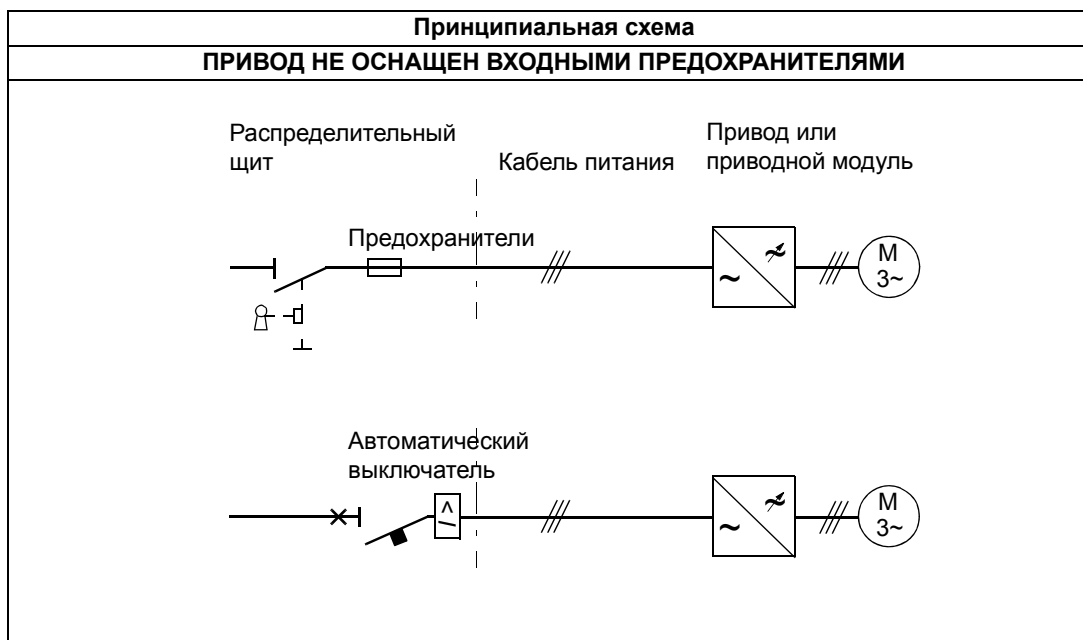 Принципиальная схема
ПРИВОД НЕ ОСНАЩЕН ВХОДНЫМИ ПРЕДОХРАНИТЕЛЯМИ
Распределительный
щит
Кабель питания
Привод или
приводной модуль
Предохранители
~
~
M
3~
Автоматический
выключатель
I >
~
~
M
3~